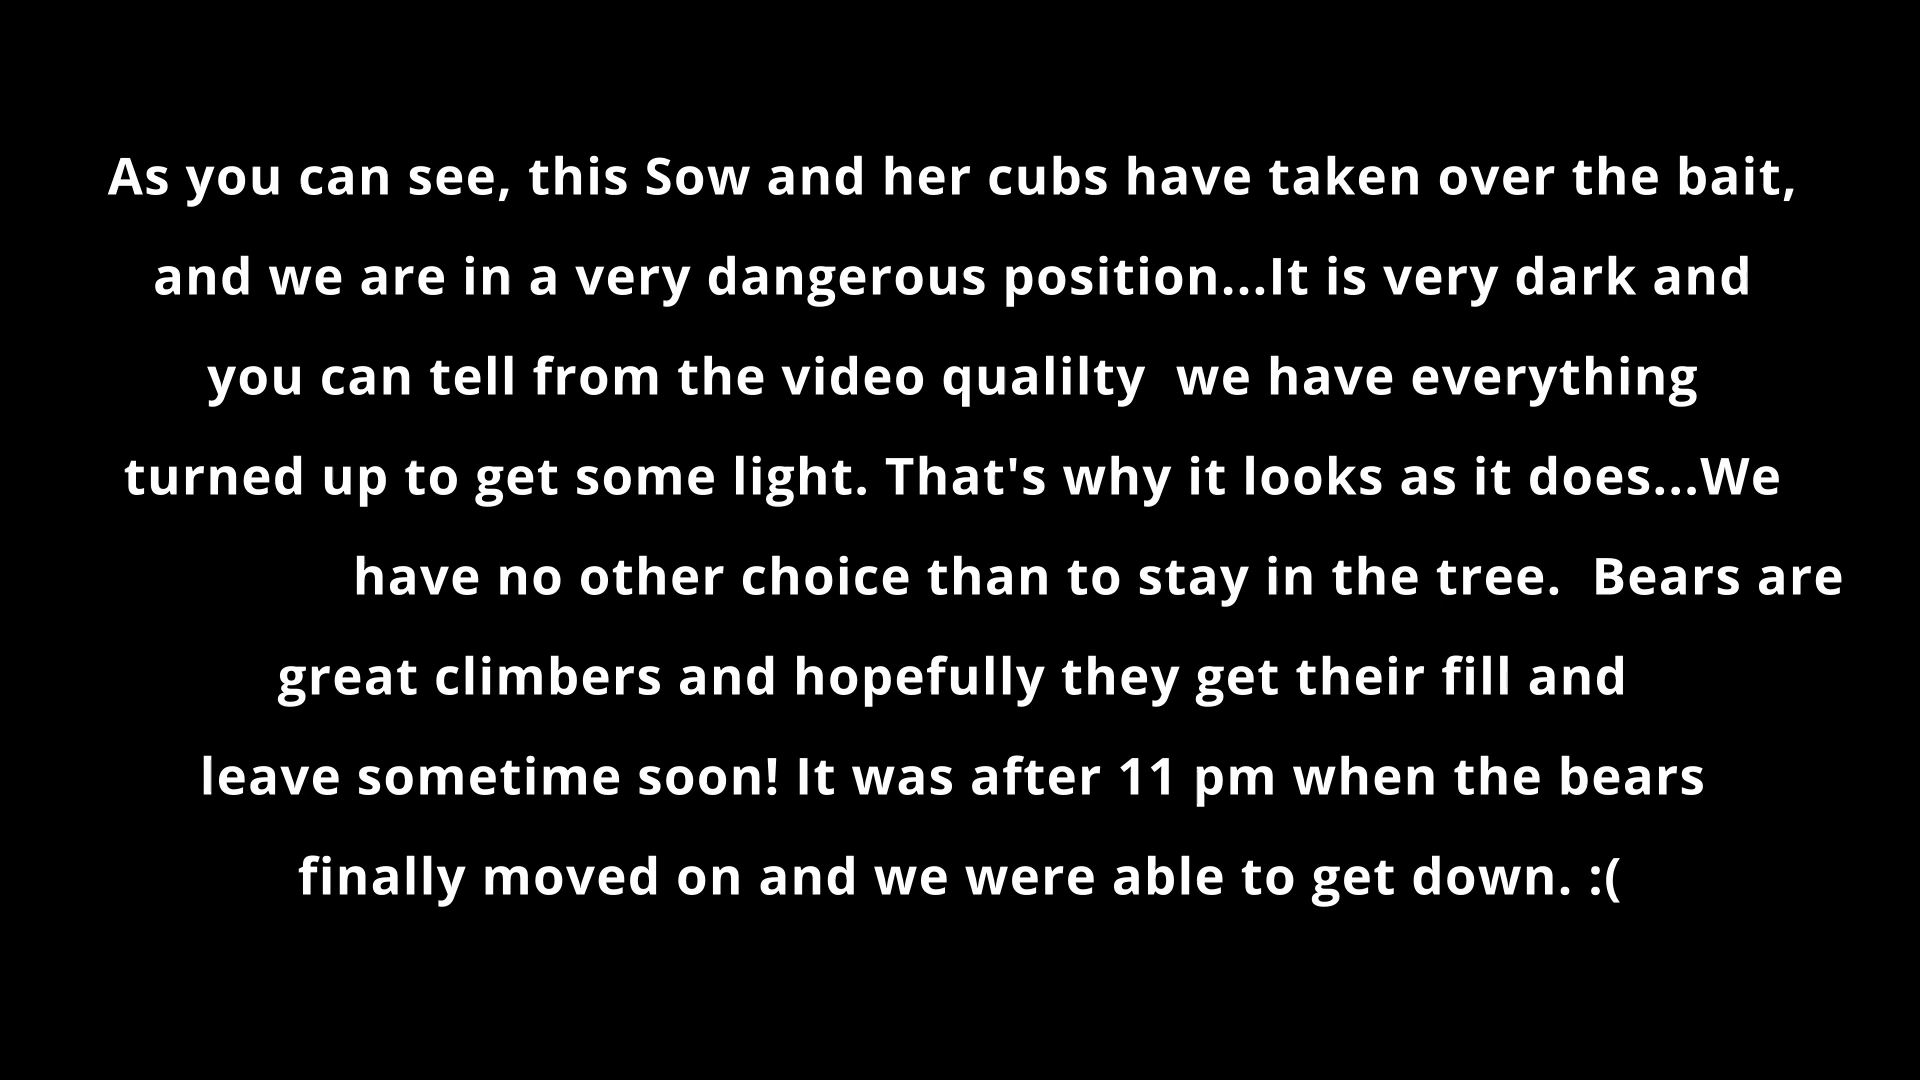 As you can see, this Sow and her cubs have taken over the bait,
and we are in a very dangerous position...It is very dark and
you can tell from the video qualilty  we have everything
turned up to get some light. That's why it looks as it does...We
have no other choice than to stay in the tree.  Bears are
great climbers and hopefully they get their fill and
leave sometime soon! It was after 11 pm when the bears
finally moved on and we were able to get down. :(